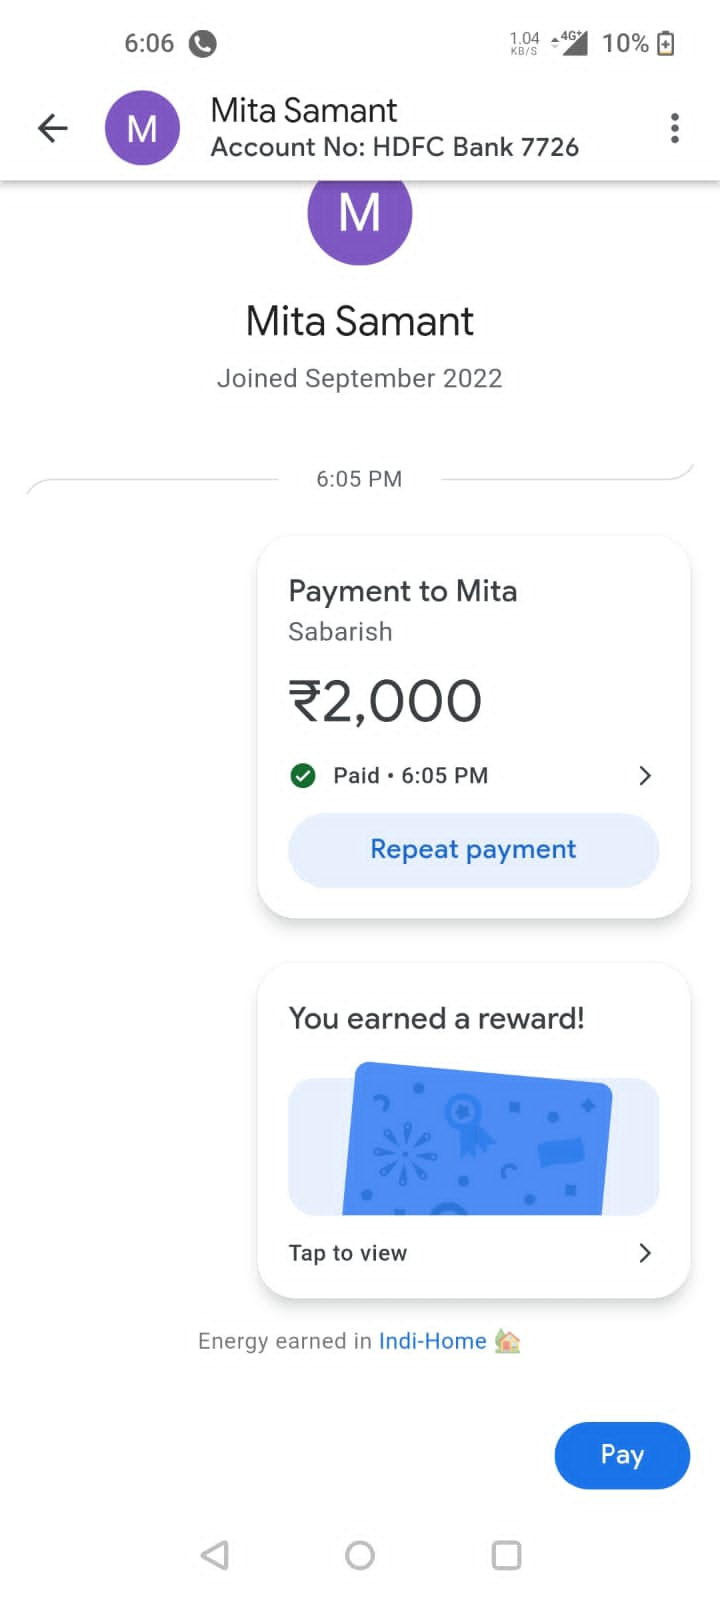 6:06
1.04
KB/S
4G+
10%
M
Mita Samant
Account No: HDFC Bank 7726
M
Mita Samant
Joined September 2022
6:05 PM
Payment to Mita
Sabarish
₹2,000
Paid • 6:05 PM
Repeat payment
You earned a reward!
Tap to view
Energy earned in Indi-Home 🏡
Pay